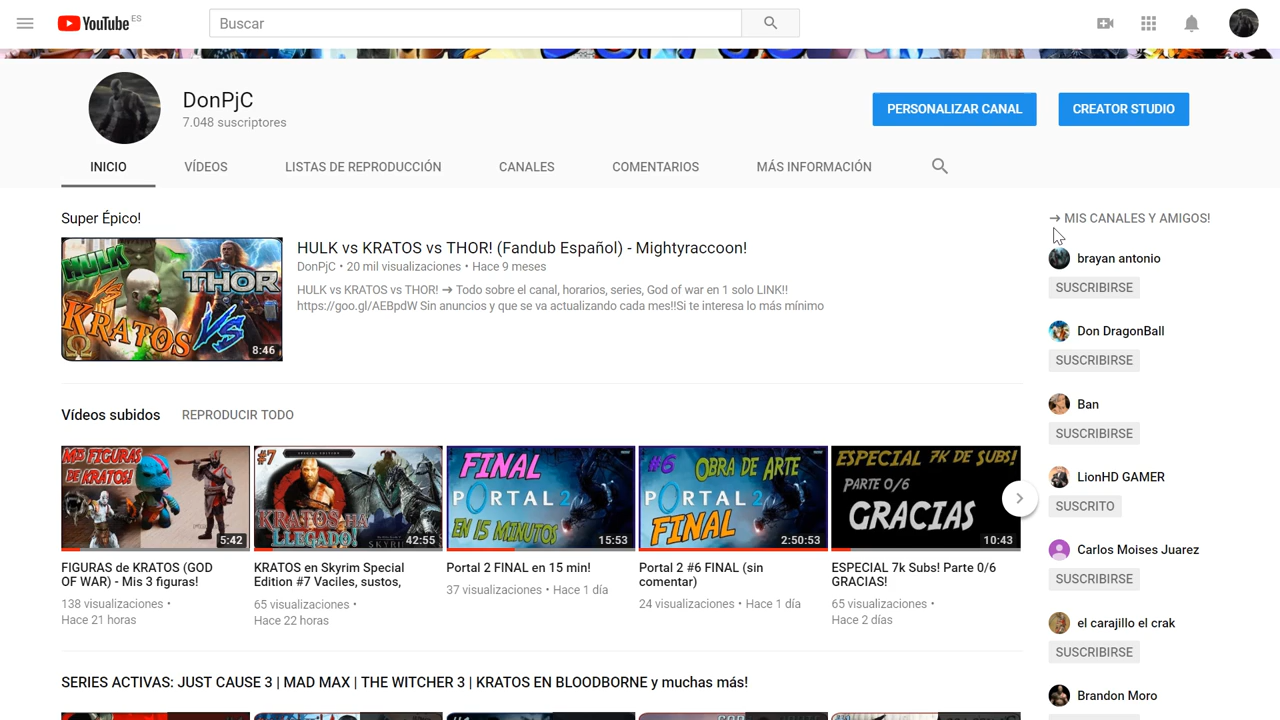 YouTube ES
Buscar
DonPjC
7.048 suscriptores
PERSONALIZAR CANAL
CREATOR STUDIO
INICIO
VÍDEOS
LISTAS DE REPRODUCCIÓN
CANALES
COMENTARIOS
MÁS INFORMACIÓN
Super Épico!
HULK
VS
KRATOS
VS
THOR
8:46
HULK vs KRATOS vs THOR! (Fandub Español) - Mightyraccoon!
DonPjC • 20 mil visualizaciones • Hace 9 meses
HULK vs KRATOS vs THOR! ➜ Todo sobre el canal, horarios, series, God of war en 1 solo LINK!!
https://goo.gl/AEBpdW Sin anuncios y que se va actualizando cada mes!!Si te interesa lo más mínimo
Vídeos subidos
REPRODUCIR TODO
MIS FIGURAS
DE KRATOS!
5:42
FIGURAS de KRATOS (GOD
OF WAR) - Mis 3 figuras!
138 visualizaciones •
Hace 21 horas
#7
SPECIAL EDITION
KRATOS HA
LLEGADO!
SKYRIM
42:55
KRATOS en Skyrim Special
Edition #7 Vaciles, sustos,
65 visualizaciones •
Hace 22 horas
FINAL
PORTAL 2
EN 15 MINUTOS
15:53
Portal 2 FINAL en 15 min!
37 visualizaciones • Hace 1 día
#6 OBRA DE ARTE
PORTAL 2
FINAL
2:50:53
Portal 2 #6 FINAL (sin
comentar)
24 visualizaciones • Hace 1 día
ESPECIAL 7K DE SUBS!
PARTE 0/6
GRACIAS
10:43
ESPECIAL 7k Subs! Parte 0/6
GRACIAS!
65 visualizaciones •
Hace 2 días
SERIES ACTIVAS: JUST CAUSE 3 | MAD MAX | THE WITCHER 3 | KRATOS EN BLOODBORNE y muchas más!
➜ MIS CANALES Y AMIGOS!
brayan antonio
SUSCRIBIRSE
Don DragonBall
SUSCRIBIRSE
Ban
SUSCRIBIRSE
LionHD GAMER
SUSCRITO
Carlos Moises Juarez
SUSCRIBIRSE
el carajillo el crak
SUSCRIBIRSE
Brandon Moro